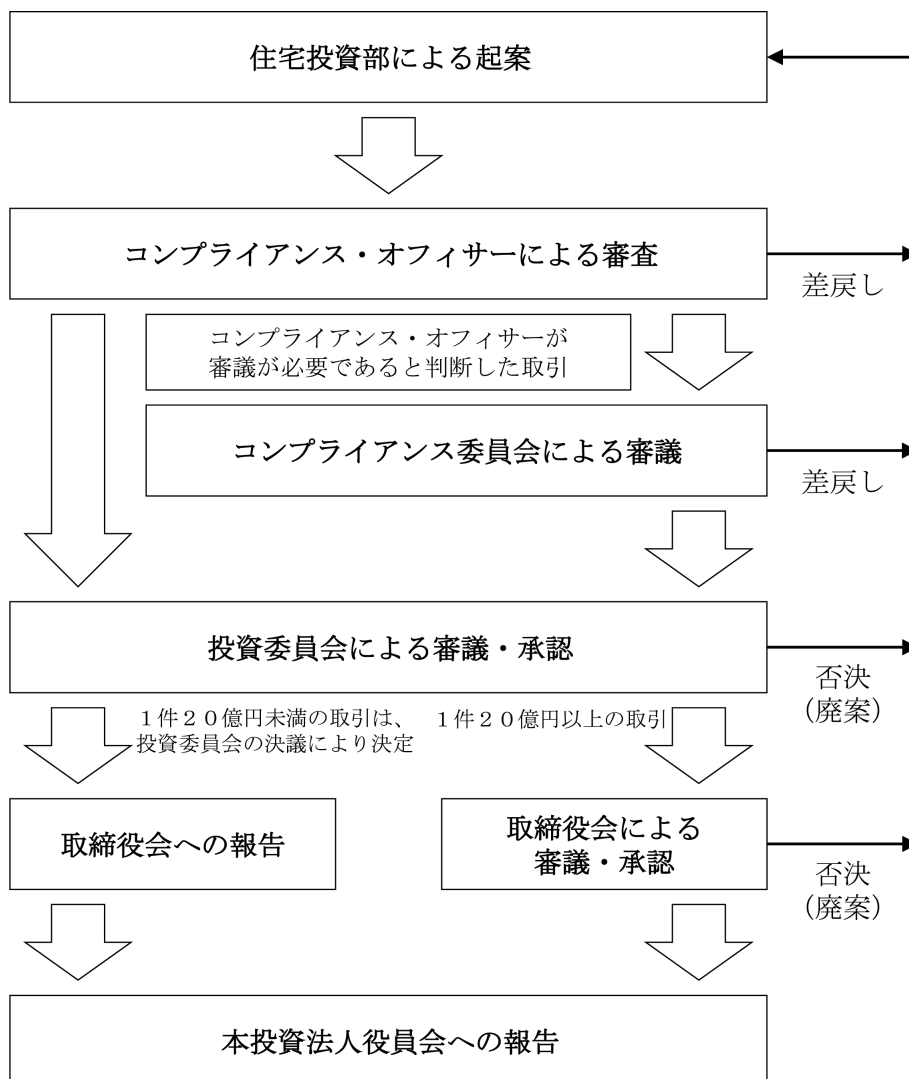 住宅投資部による起案
コンプライアンス・オフィサーによる審査
差戻し
コンプライアンス・オフィサーが
審議が必要であると判断した取引
コンプライアンス委員会による審議
差戻し
投資委員会による審議・承認
否決
（廃案）
１件２０億円未満の取引は、
投資委員会の決議により決定
１件２０億円以上の取引
取締役会への報告
取締役会による
審議・承認
否決
（廃案）
本投資法人役員会への報告